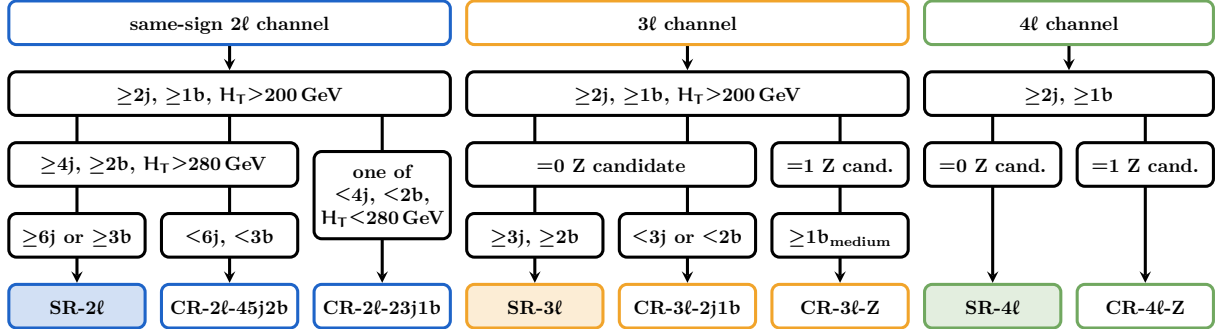 same-sign 2ℓ channel
3ℓ channel
4ℓ channel
≥2j, ≥1b, H_T>200 GeV
≥2j, ≥1b, H_T>200 GeV
≥2j, ≥1b
≥4j, ≥2b, H_T>280 GeV
one of
<4j, <2b,
H_T<280 GeV
=0 Z candidate
=1 Z cand.
=0 Z cand.
=1 Z cand.
≥6j or ≥3b
<6j, <3b
≥3j, ≥2b
<3j or <2b
≥1b_medium
SR-2ℓ
CR-2ℓ-45j2b
CR-2ℓ-23j1b
SR-3ℓ
CR-3ℓ-2j1b
CR-3ℓ-Z
SR-4ℓ
CR-4ℓ-Z